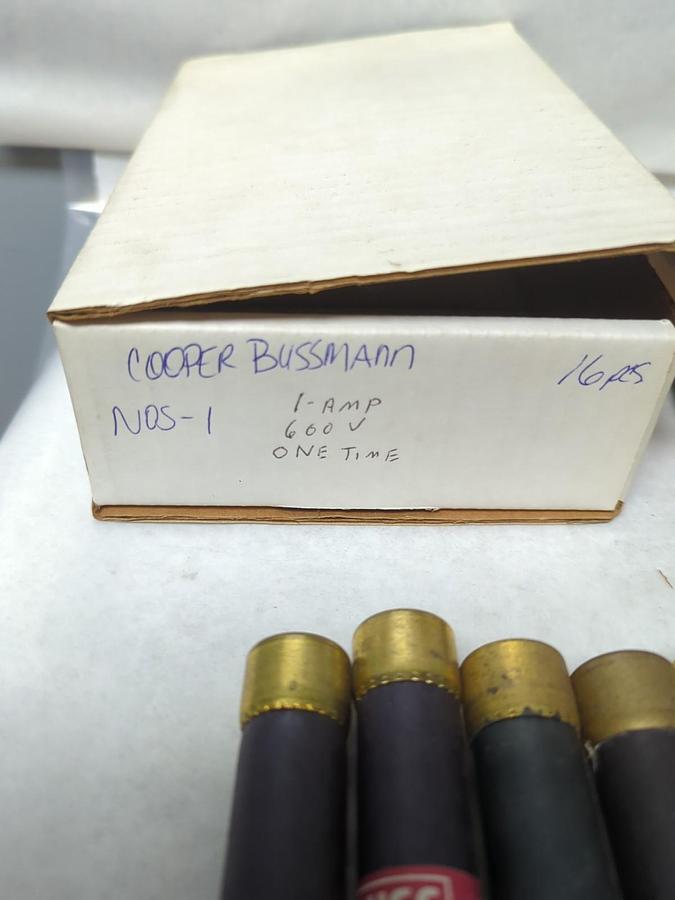 COOPER BUSSMANN 16 pcs
NOS-1 1-AMP
600 V
ONE TIME